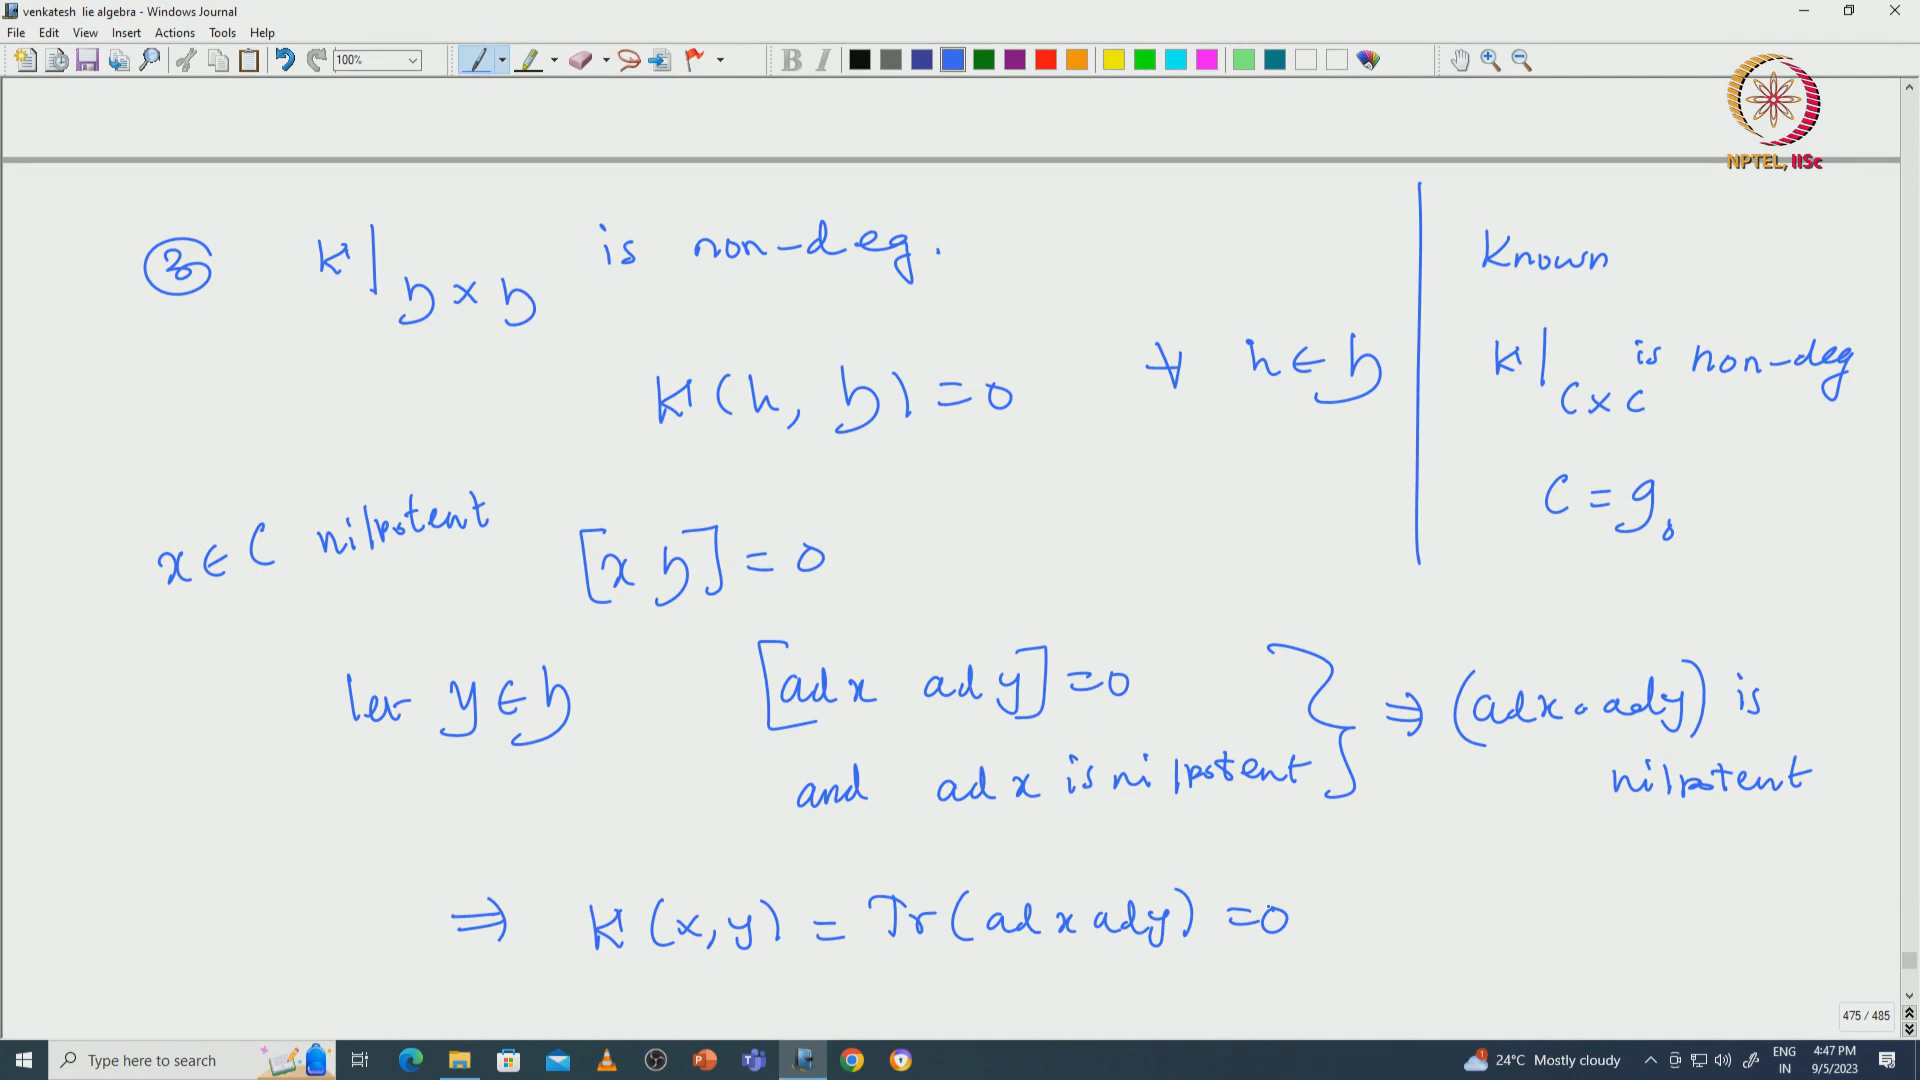 venkatesh lie algebra - Windows Journal
File Edit View Insert Actions Tools Help
100%
NPTEL, IISc
③ κ|𝔥×𝔥 is non-deg.
κ(h, 𝔥) = 0 ∀ h ∈ 𝔥
Known
κ|C×C is non-deg
C = g₀
x ∈ C nilpotent [x 𝔥] = 0
let y ∈ 𝔥 [ad x ad y] = 0
and ad x is nilpotent } ⇒ (adx ∘ ady) is
nilpotent
⇒ κ(x, y) = Tr(ad x ady) = 0
475 / 485
Type here to search
24°C Mostly cloudy
ENG
IN
4:47 PM
9/5/2023